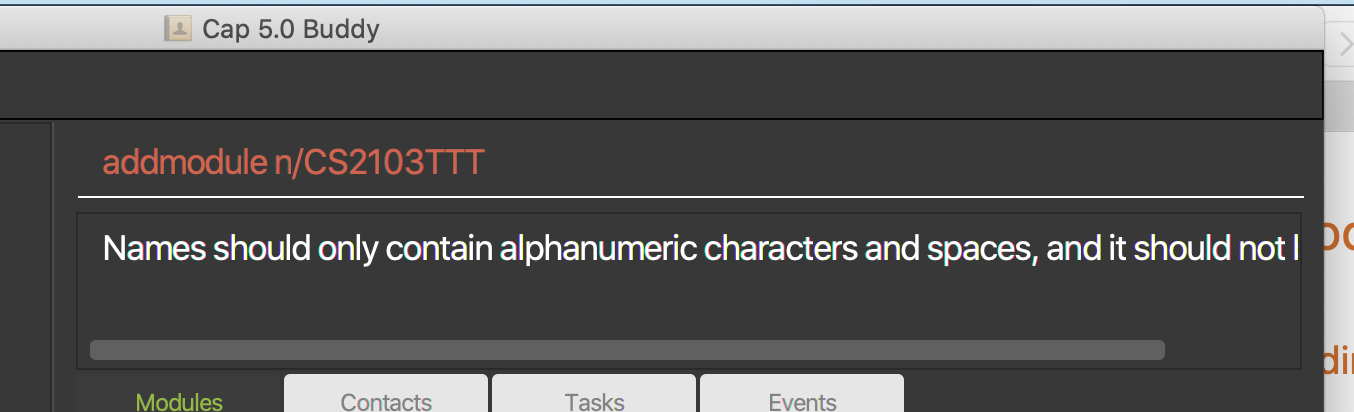 Cap 5.0 Buddy
addmodule n/CS2103TTT
Names should only contain alphanumeric characters and spaces, and it should not
Modules Contacts Tasks Events